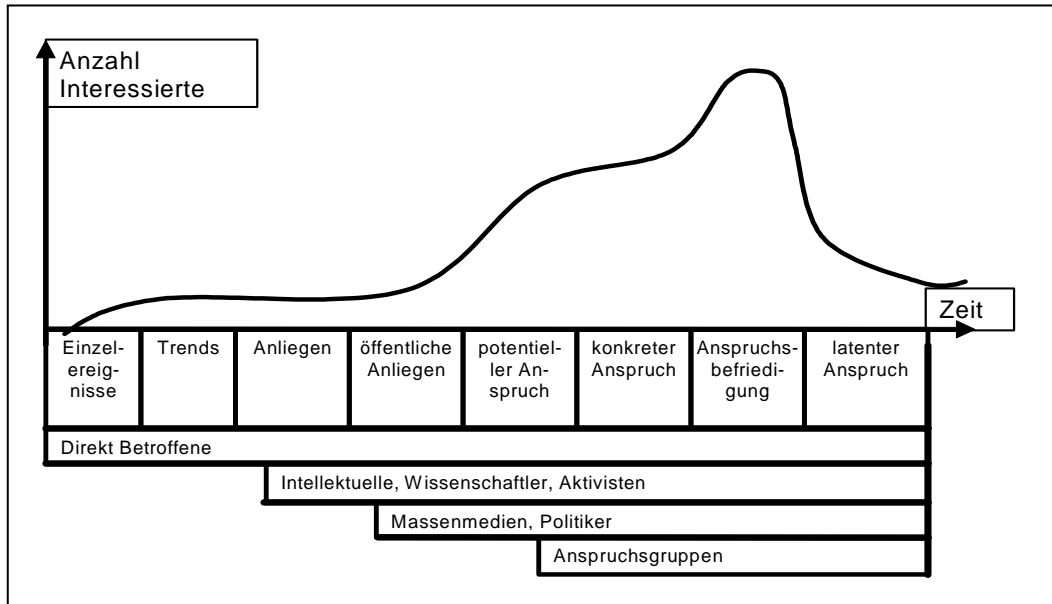 Anzahl
Interessierte
Zeit
Einzel-
ereig-
nisse
Trends
Anliegen
öffentliche
Anliegen
potentiel-
ler An-
spruch
konkreter
Anspruch
Anspruchs-
befriedi-
gung
latenter
Anspruch
Direkt Betroffene
Intellektuelle, Wissenschaftler, Aktivisten
Massenmedien, Politiker
Anspruchsgruppen